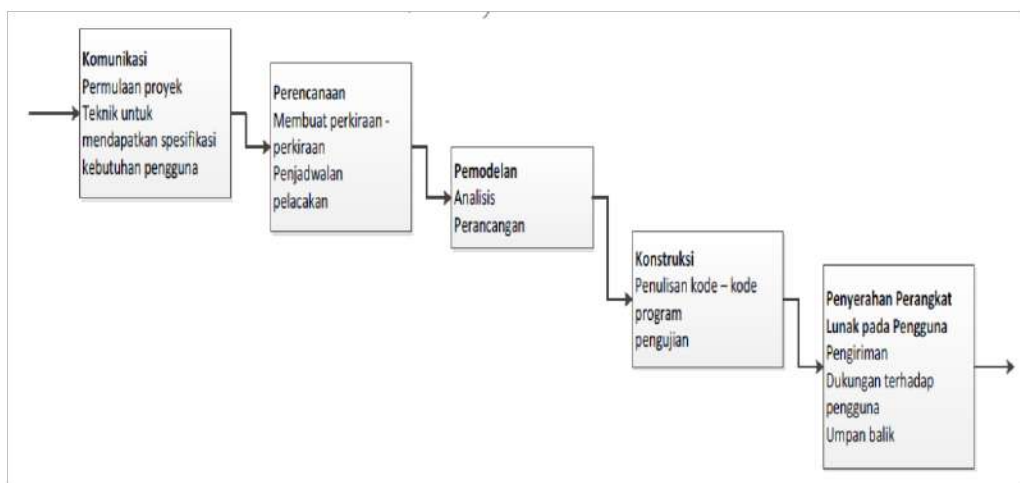 Komunikasi
Permulaan proyek
Teknik untuk
mendapatkan spesifikasi
kebutuhan pengguna
Perencanaan
Membuat perkiraan -
perkiraan
Penjadwalan
pelacakan
Pemodelan
Analisis
Perancangan
Konstruksi
Penulisan kode – kode
program
pengujian
Penyerahan Perangkat
Lunak pada Pengguna
Pengiriman
Dukungan terhadap
pengguna
Umpan balik